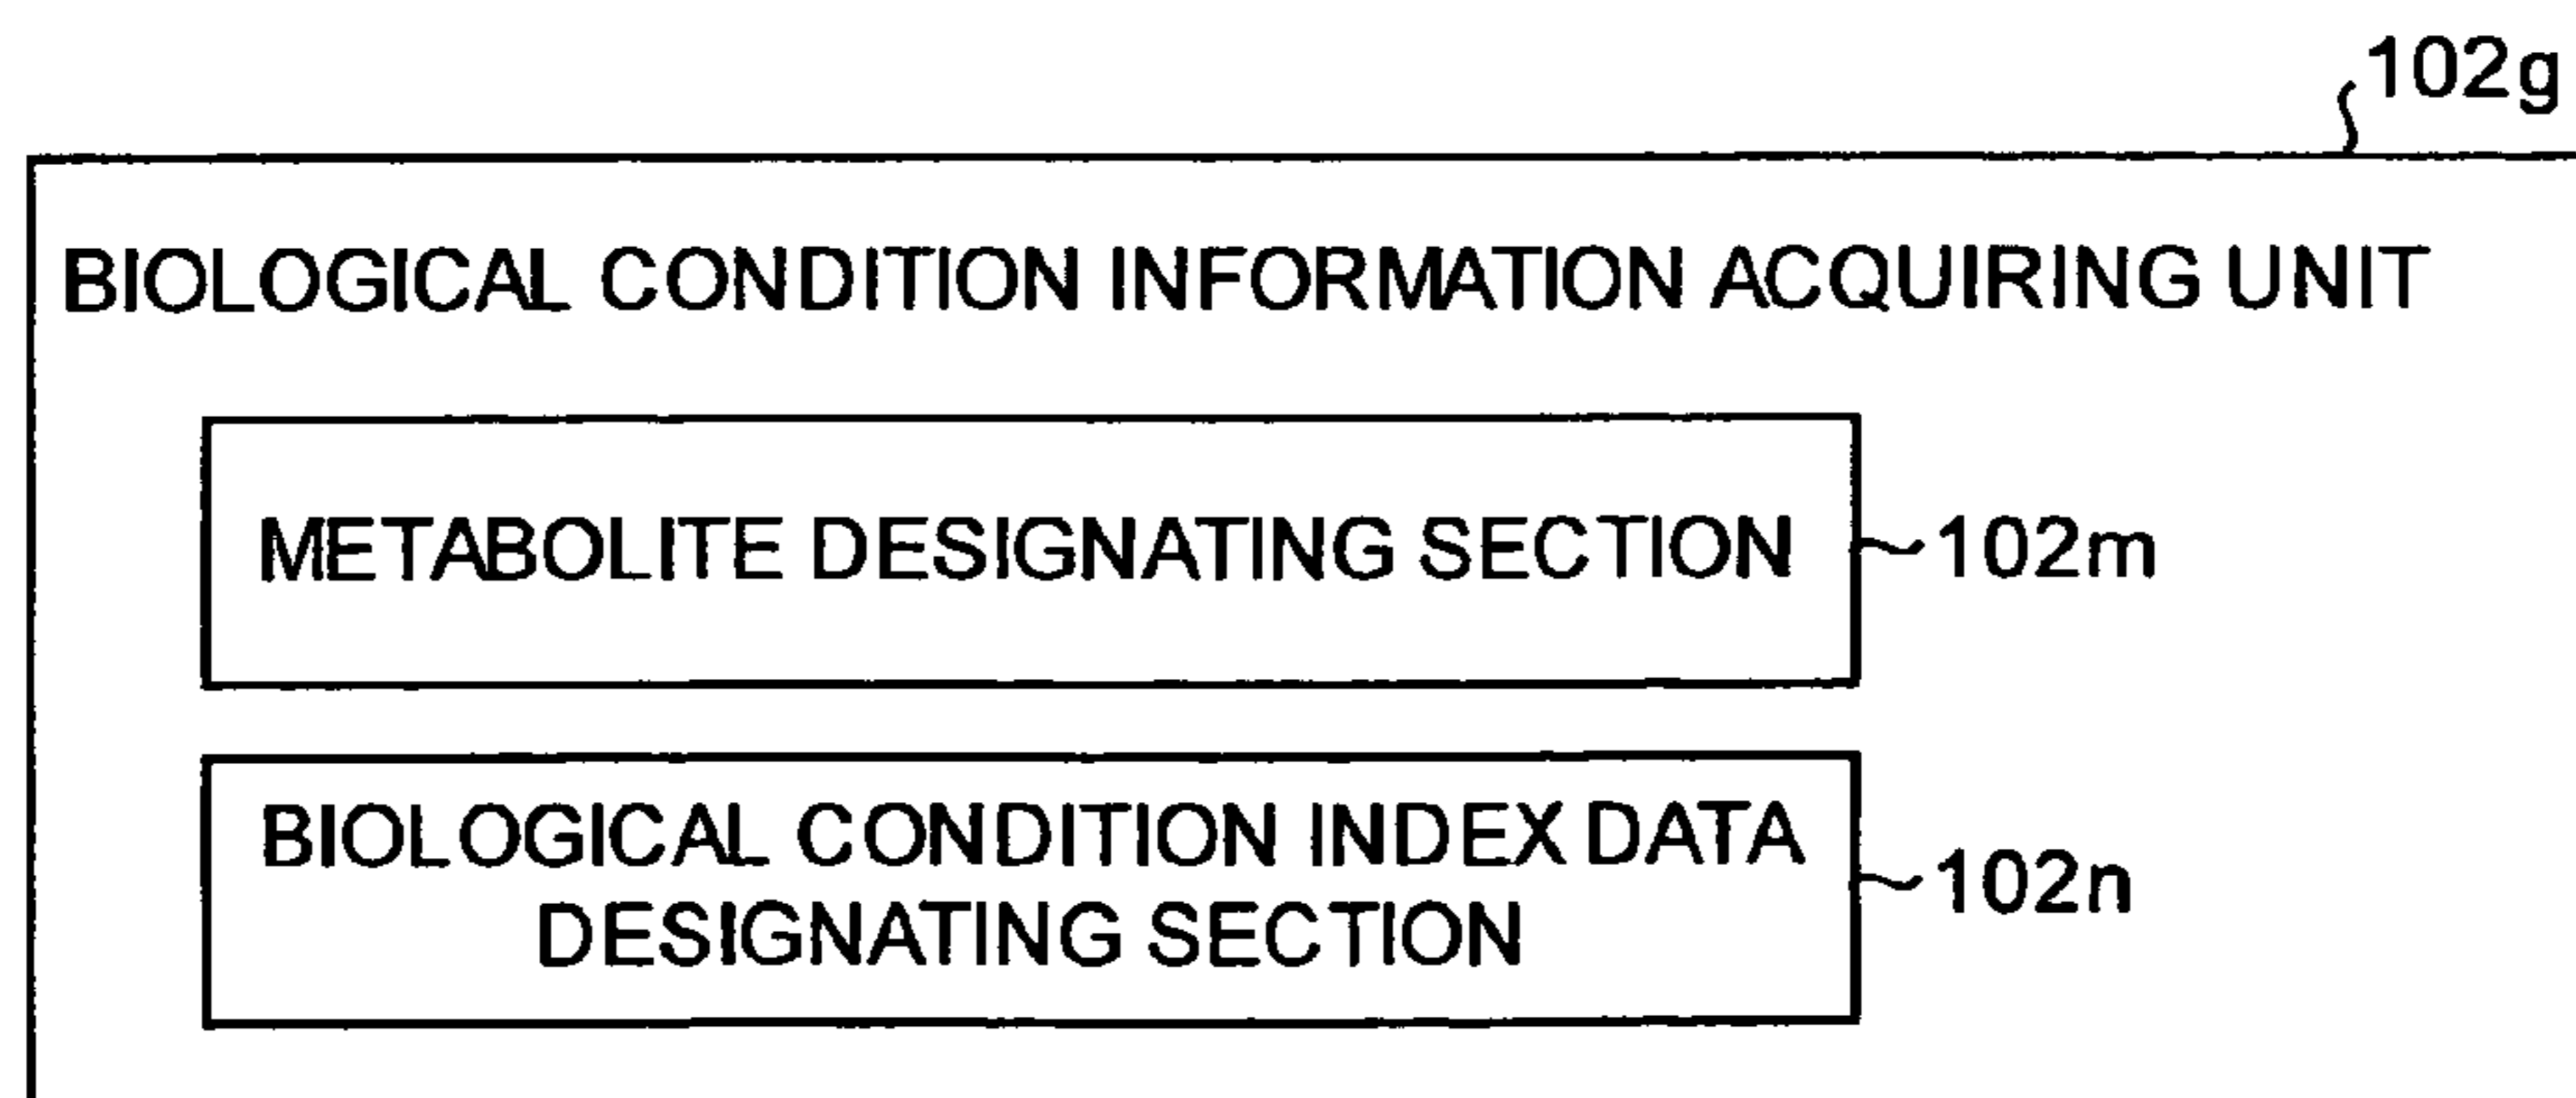 102g
BIOLOGICAL CONDITION INFORMATION ACQUIRING UNIT
METABOLITE DESIGNATING SECTION
102m
BIOLOGICAL CONDITION INDEX DATA
DESIGNATING SECTION
102n